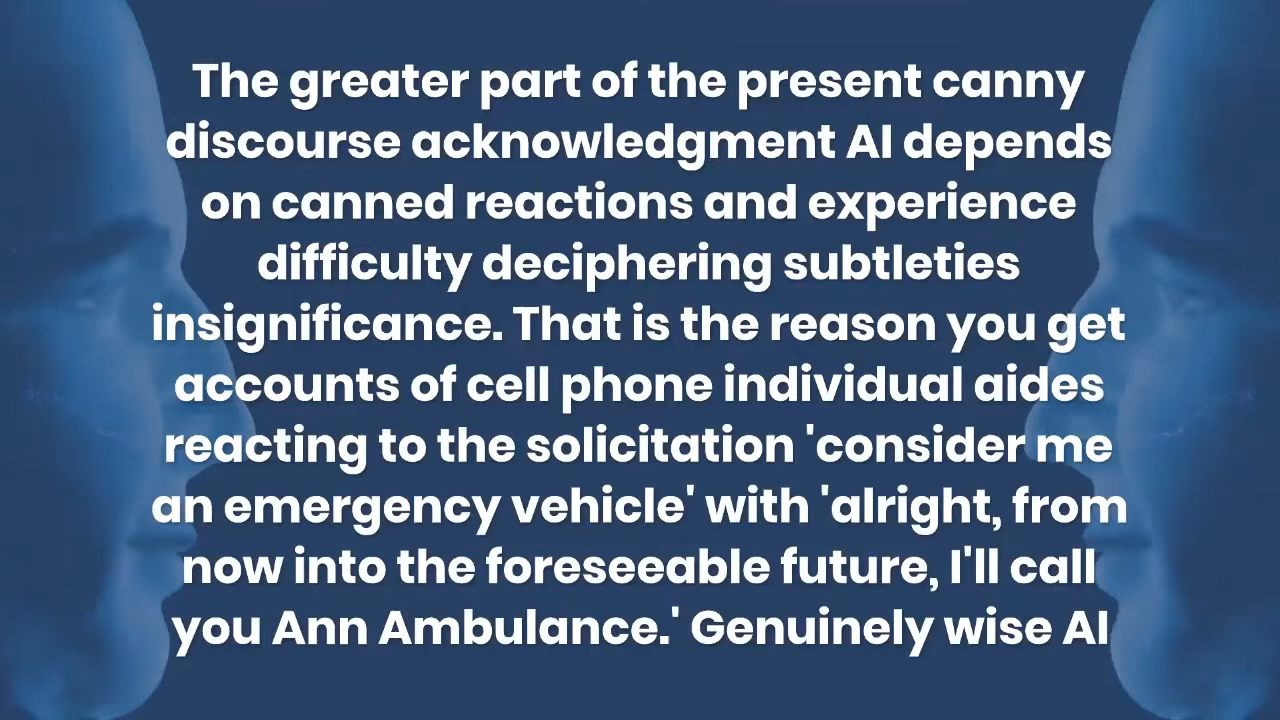 The greater part of the present canny
discourse acknowledgment AI depends
on canned reactions and experience
difficulty deciphering subtleties
insignificance. That is the reason you get
accounts of cell phone individual aides
reacting to the solicitation 'consider me
an emergency vehicle' with 'alright, from
now into the foreseeable future, I'll call
you Ann Ambulance.' Genuinely wise AI